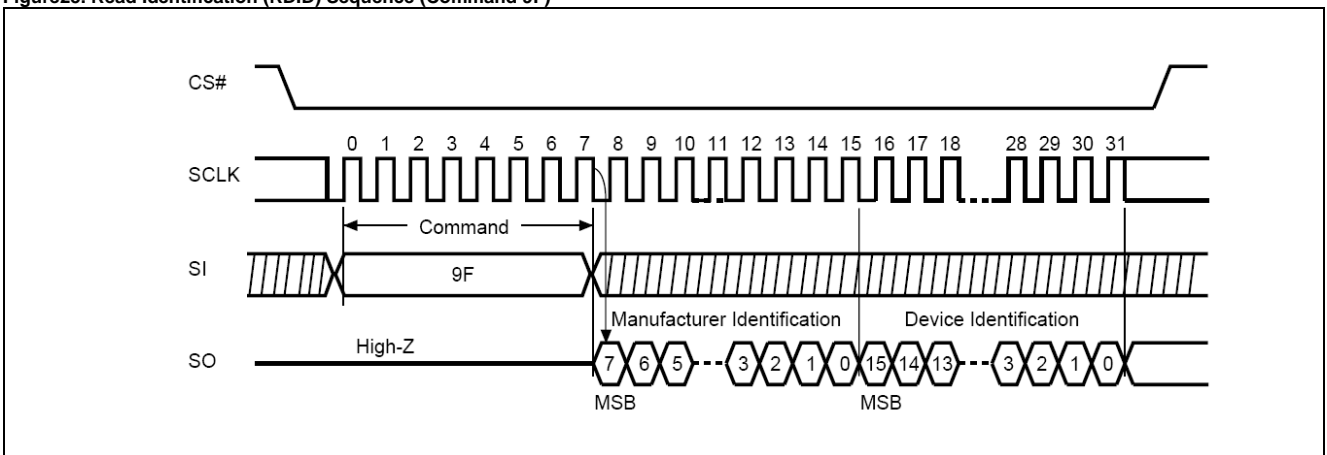 Read Identification (RDID) Sequence (Command 9F)
CS#
0 1 2 3 4 5 6 7 8 9 10 11 12 13 14 15 16 17 18 28 29 30 31
SCLK
Command
SI 9F
Manufacturer Identification Device Identification
High-Z
SO 7 6 5 3 2 1 0 15 14 13 3 2 1 0
MSB MSB